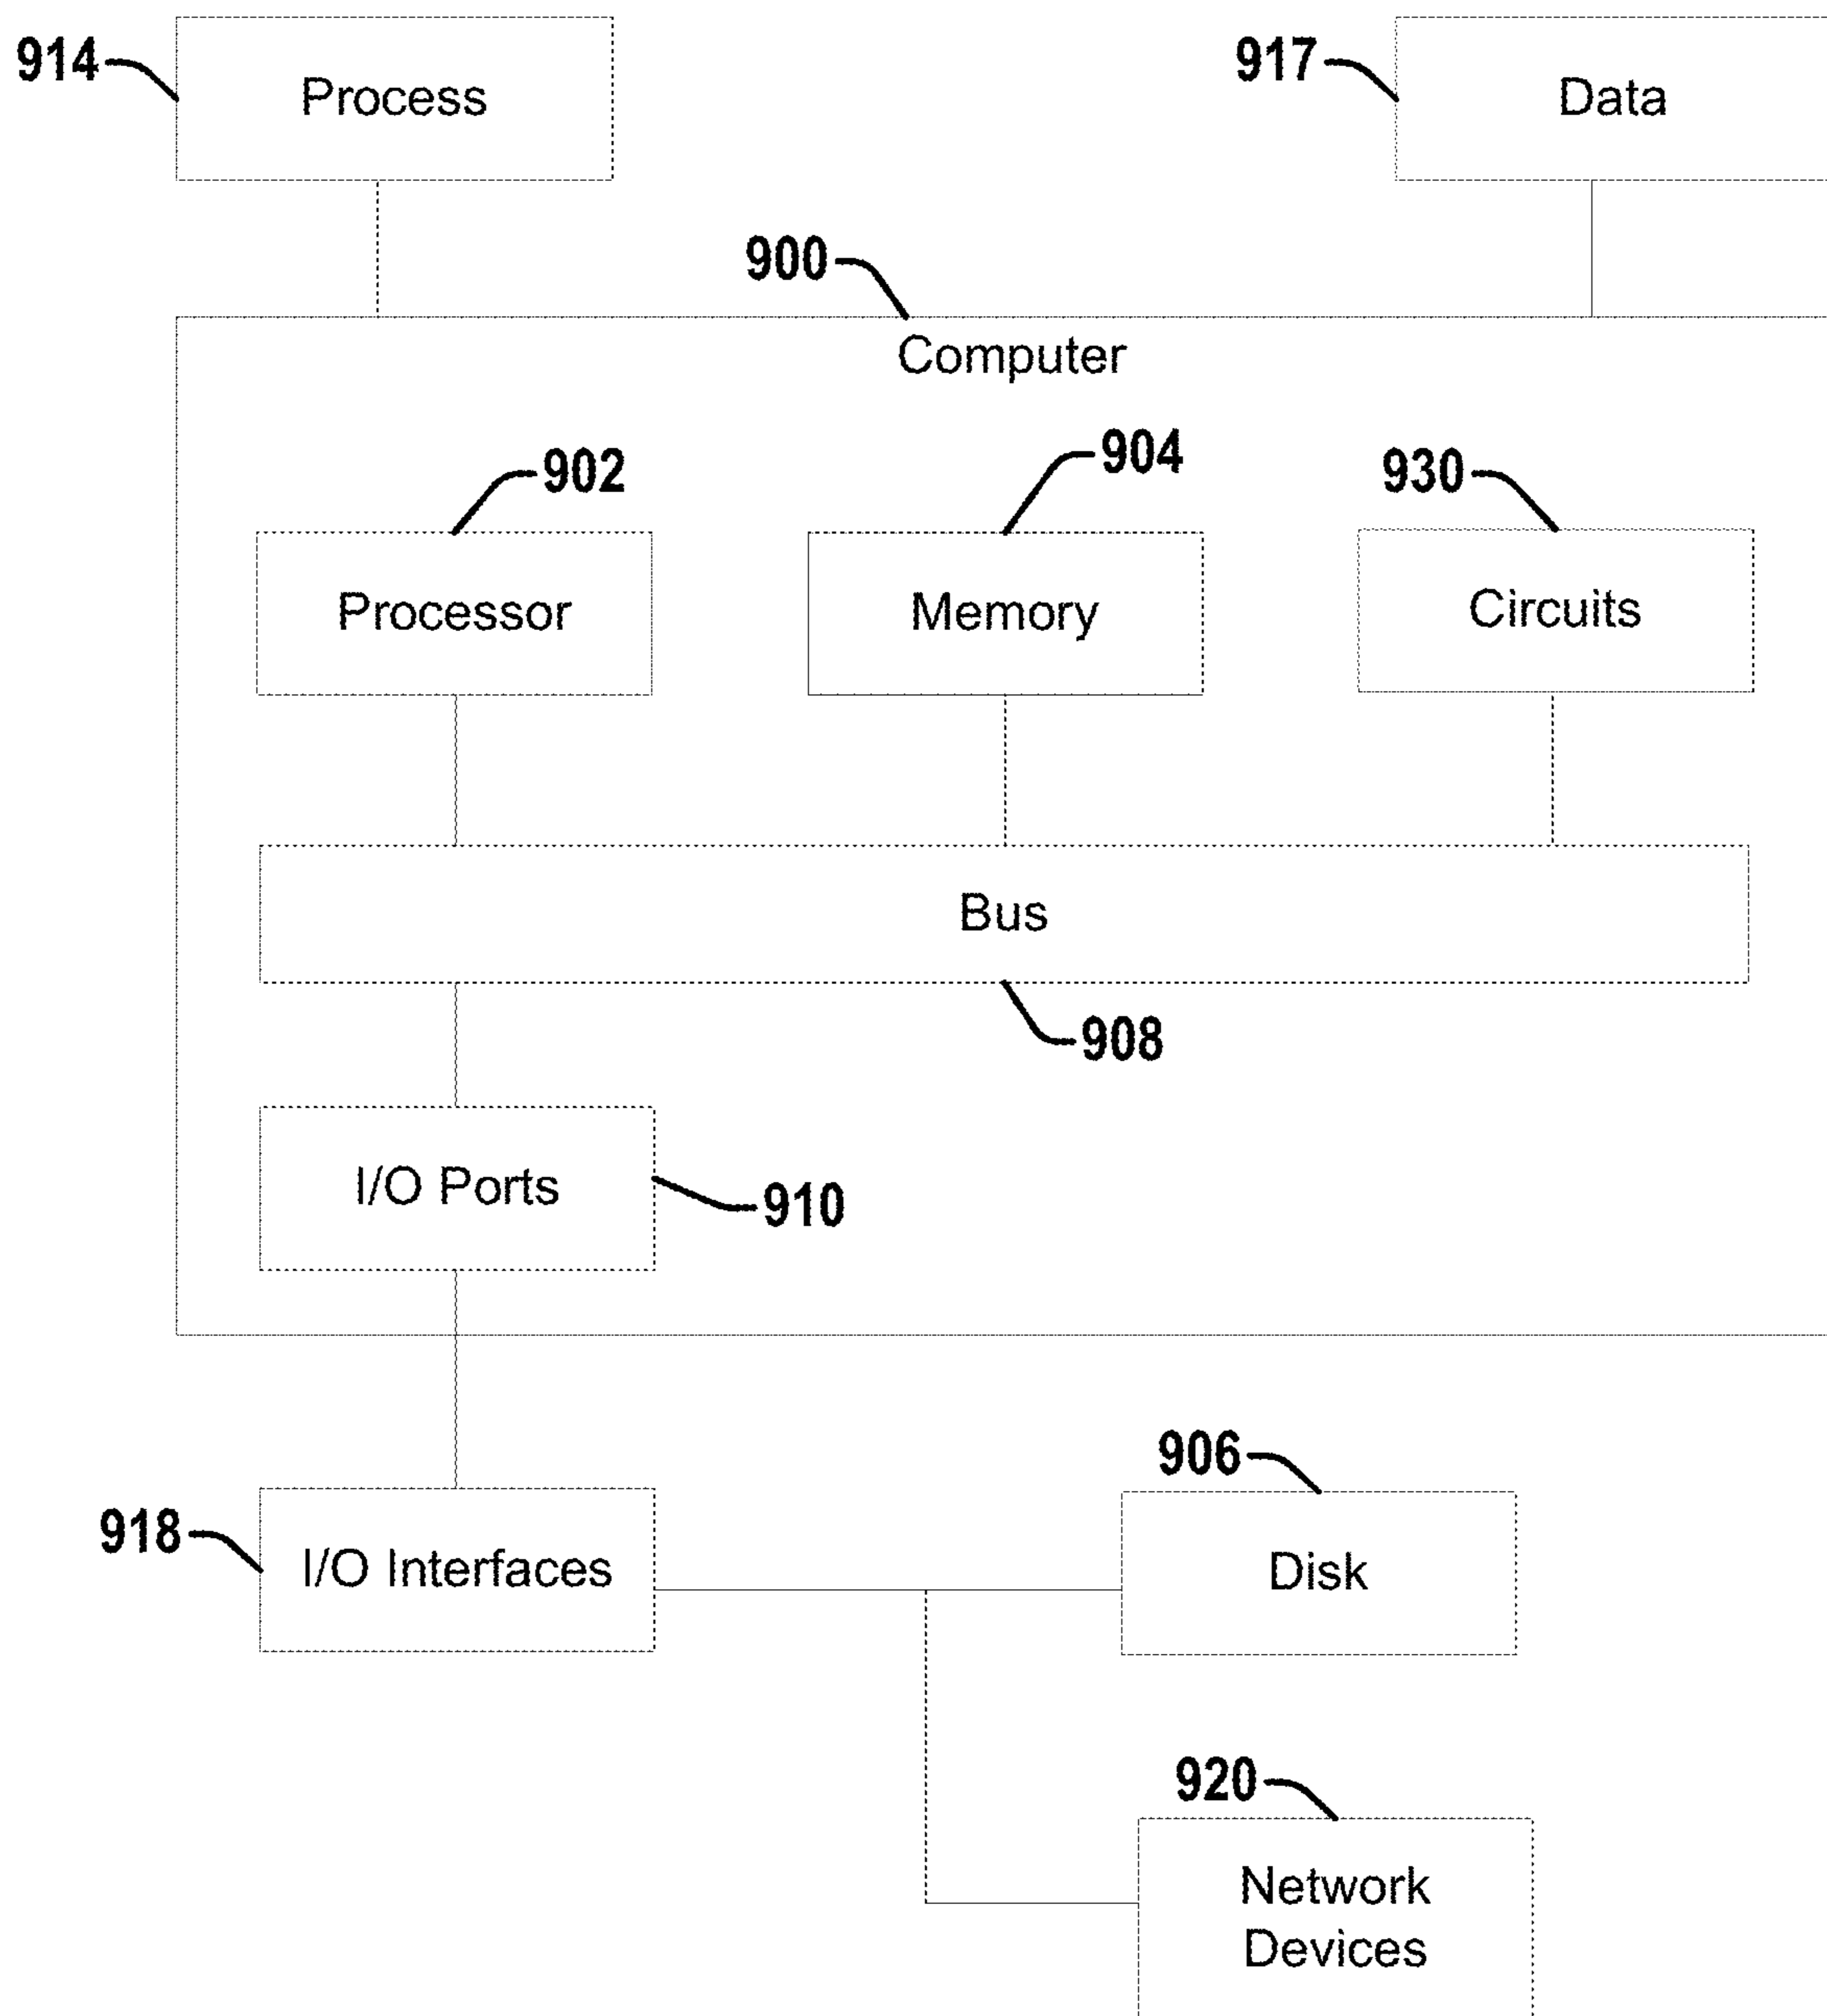 914
Process
917
Data
900
Computer
902
904
930
Processor
Memory
Circuits
Bus
908
I/O Ports
910
906
918
I/O Interfaces
Disk
920
Network
Devices